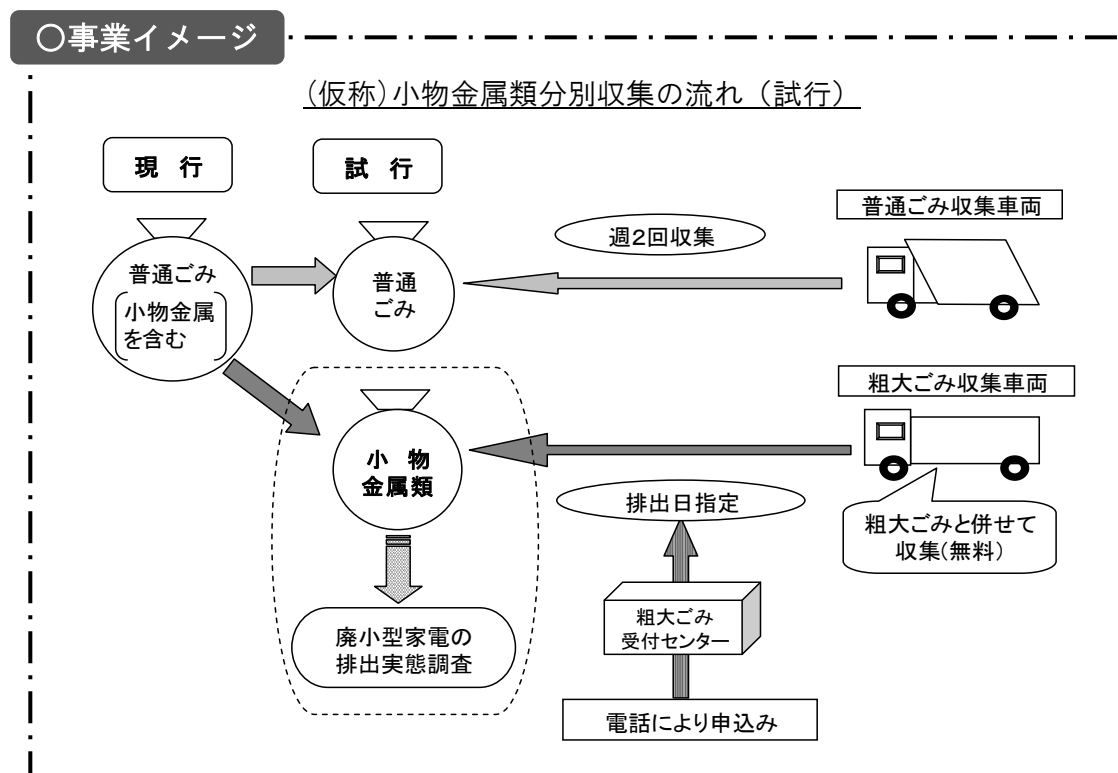 ○事業イメージ
(仮称)小物金属類分別収集の流れ（試行）
現 行
試 行
普通ごみ
小物金属
を含む
普通
ごみ
週2回収集
普通ごみ収集車両
小 物
金属類
粗大ごみ収集車両
粗大ごみと併せて
収集(無料)
排出日指定
粗大ごみ
受付センター
電話により申込み
廃小型家電の
排出実態調査